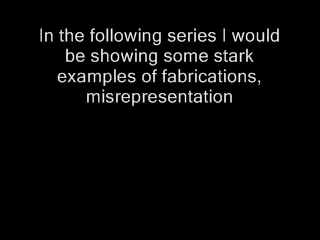 In the following series I would
be showing some stark
examples of fabrications,
misrepresentation